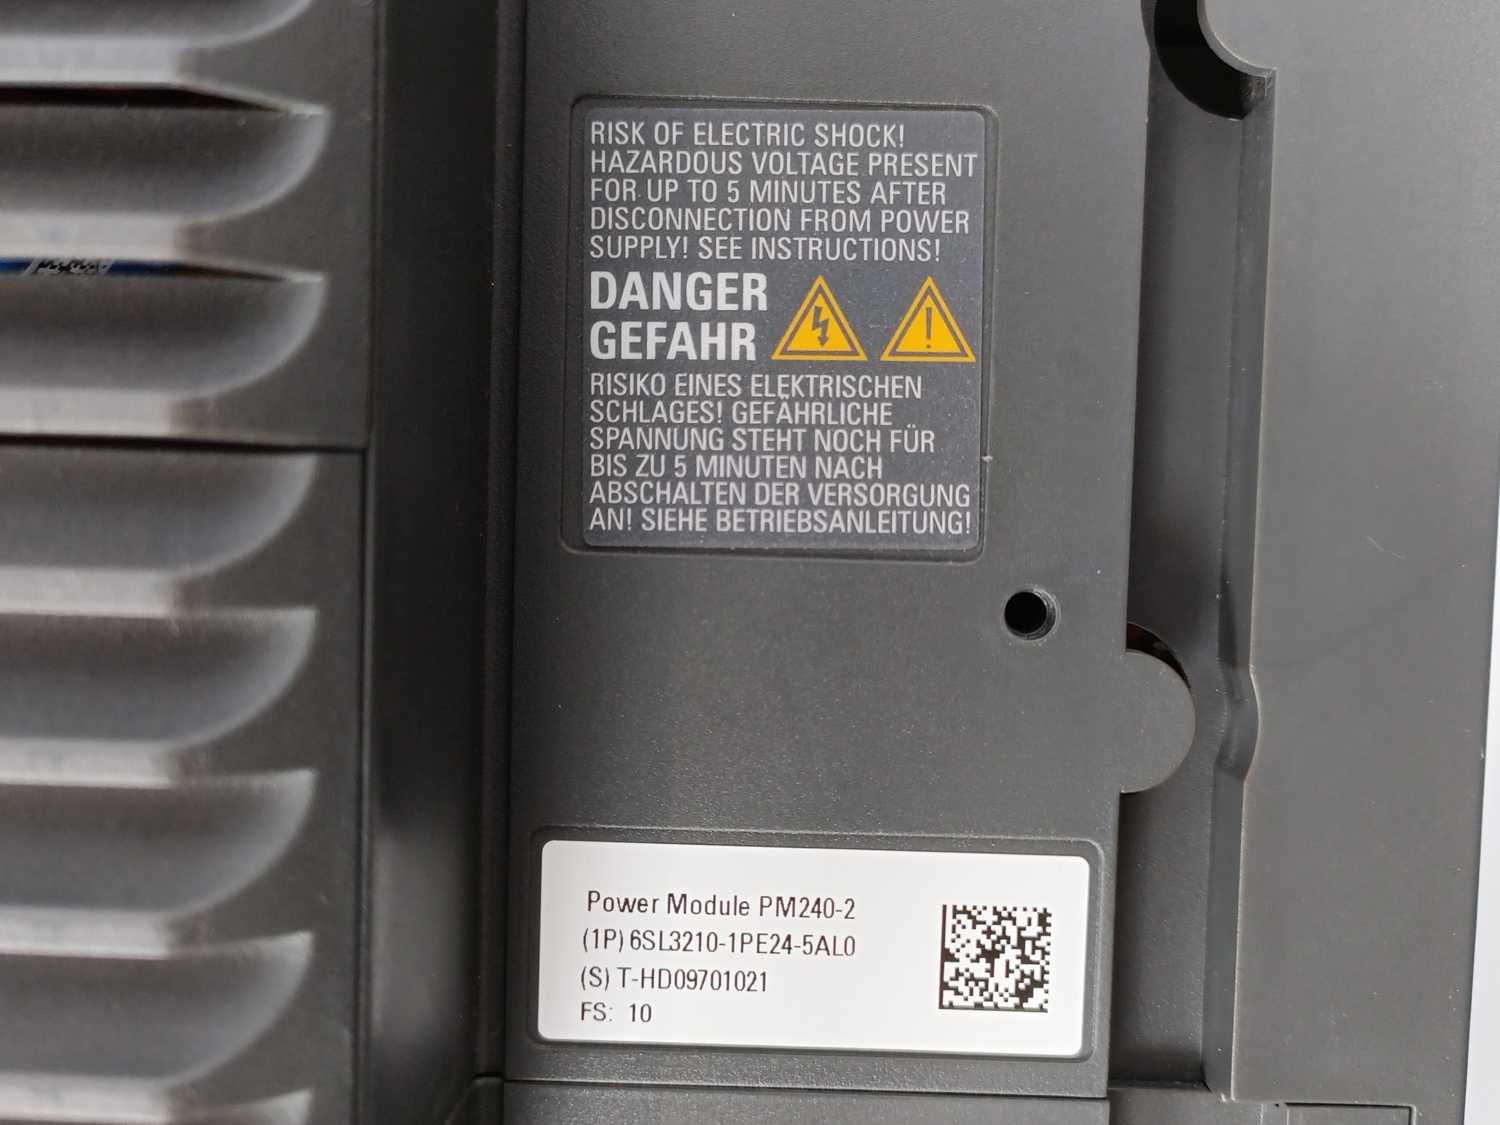 RISK OF ELECTRIC SHOCK!
HAZARDOUS VOLTAGE PRESENT
FOR UP TO 5 MINUTES AFTER
DISCONNECTION FROM POWER
SUPPLY! SEE INSTRUCTIONS!
DANGER
GEFAHR
RISIKO EINES ELEKTRISCHEN
SCHLAGES! GEFÄHRLICHE
SPANNUNG STEHT NOCH FÜR
BIS ZU 5 MINUTEN NACH
ABSCHALTEN DER VERSORGUNG
AN! SIEHE BETRIEBSANLEITUNG!
Power Module PM240-2
(1P) 6SL3210-1PE24-5AL0
(S) T-HD09701021
FS: 10